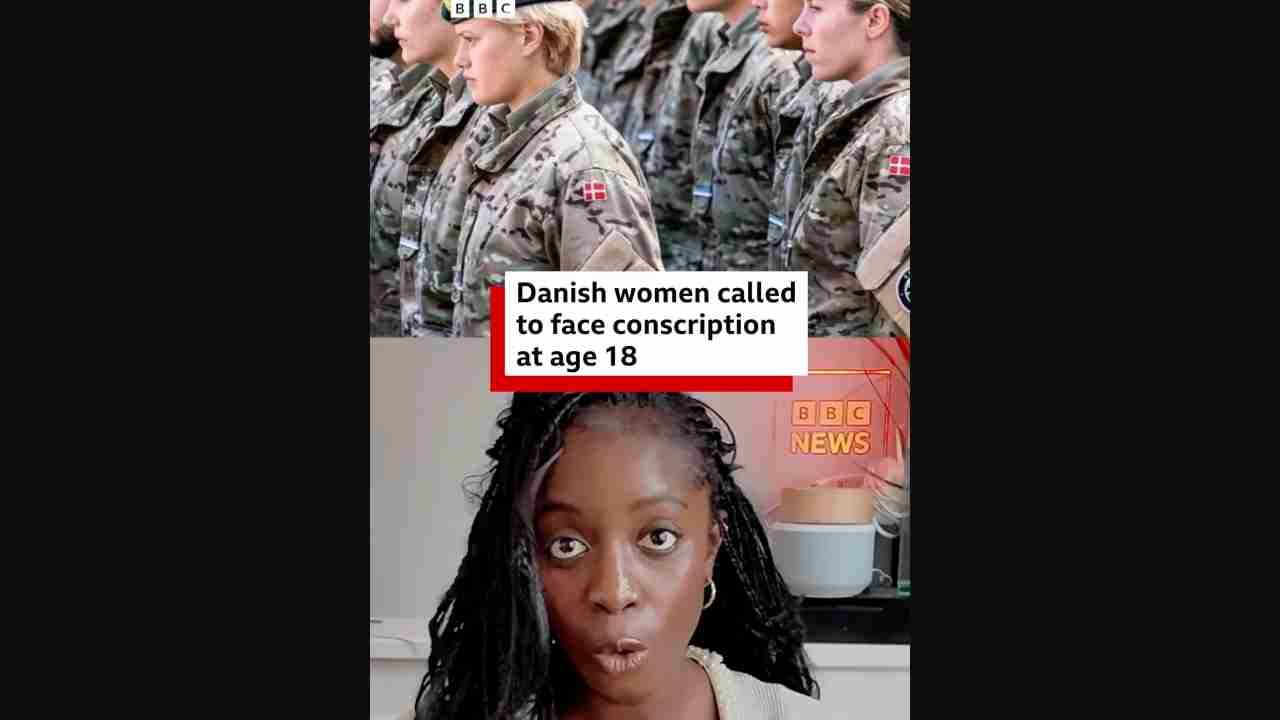 BBC
Danish women called
to face conscription
at age 18
BBC
NEWS